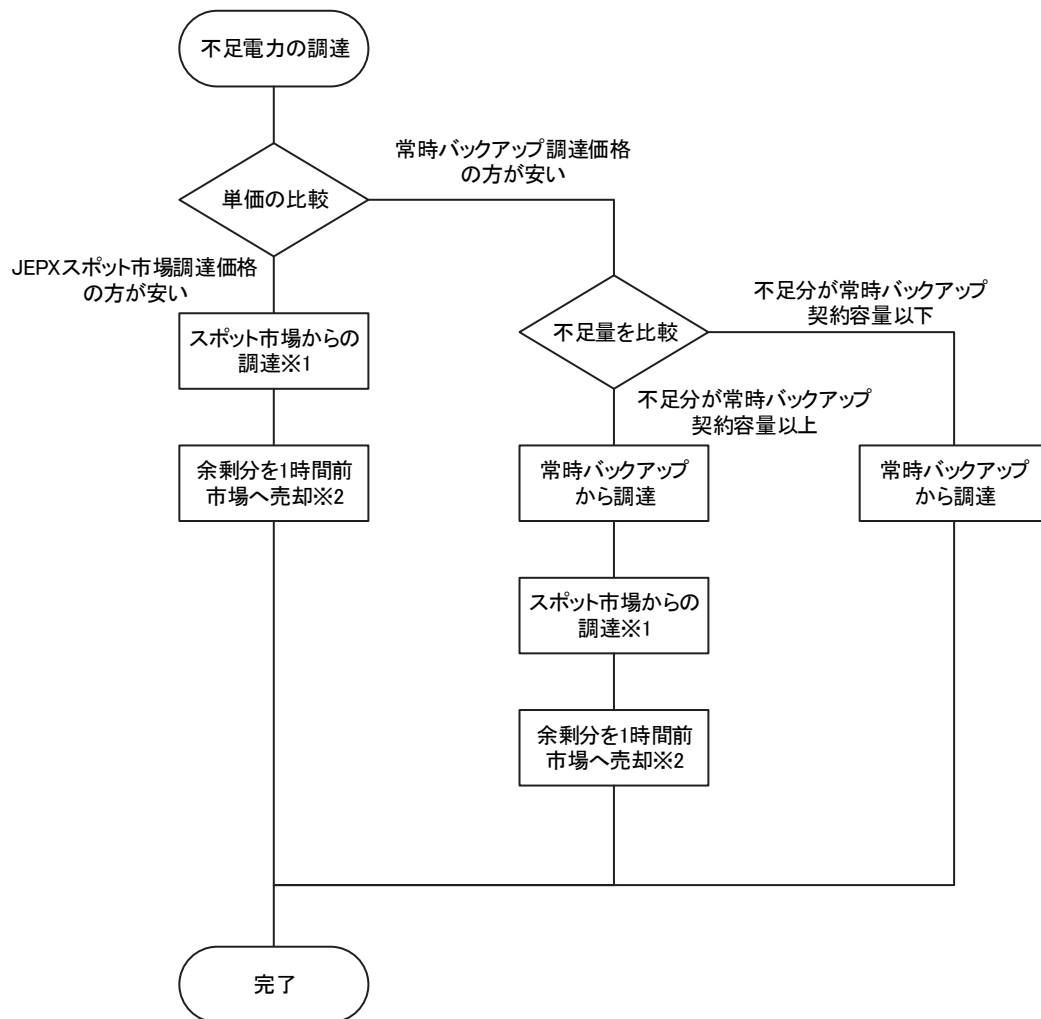 不足電力の調達
常時バックアップ調達価格
の方が安い
単価の比較
JEPXスポット市場調達価格
の方が安い
スポット市場からの
調達※1
余剰分を1時間前
市場へ売却※2
不足量を比較
不足分が常時バックアップ
契約容量以下
不足分が常時バックアップ
契約容量以上
常時バックアップ
から調達
スポット市場からの
調達※1
余剰分を1時間前
市場へ売却※2
常時バックアップ
から調達
完了